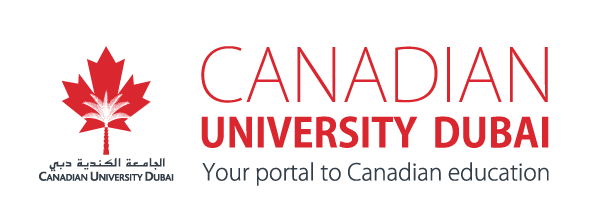 الجامعة الكندية دبي
CANADIAN UNIVERSITY DUBAI
CANADIAN
UNIVERSITY DUBAI
Your portal to Canadian education